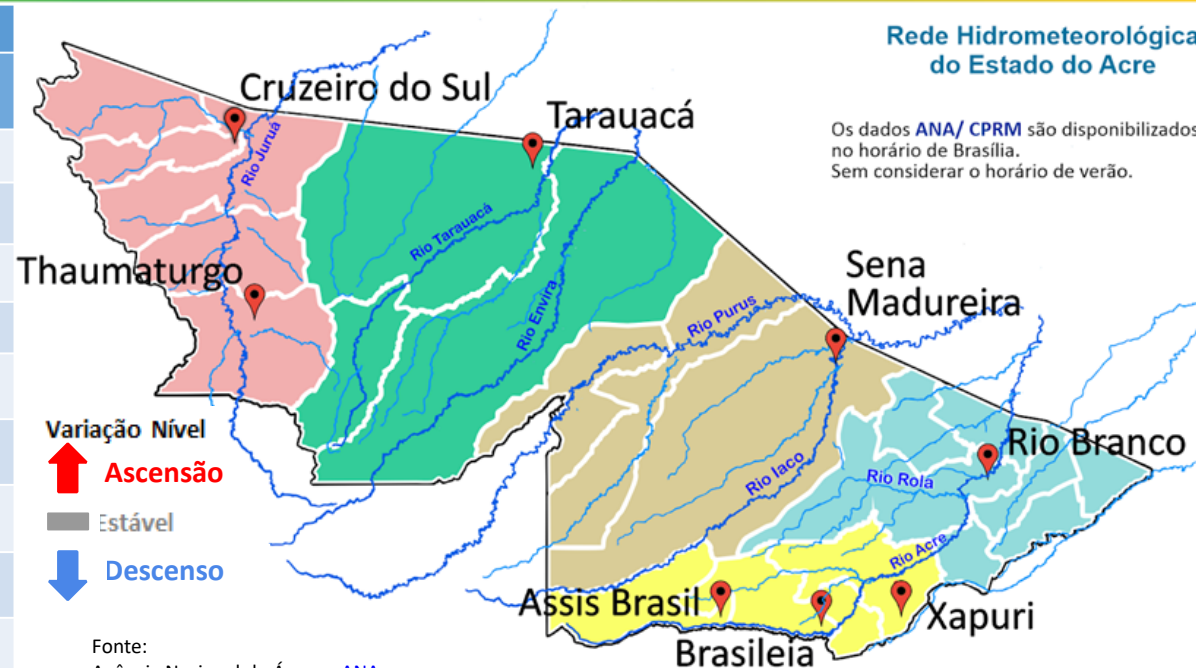 Rede Hidrometeorológica
do Estado do Acre
Os dados ANA/ CPRM são disponibilizados
no horário de Brasília.
Sem considerar o horário de verão.
Cruzeiro do Sul
Tarauacá
Rio Juruá
Rio Tarauacá
Thaumaturgo
Rio Envira
Sena
Madureira
Rio Purus
Variação Nível
Ascensão
Estável
Descenso
Rio Branco
Rio Iaco
Rio Rola
Rio Acre
Assis Brasil
Xapuri
Brasileia
Fonte: